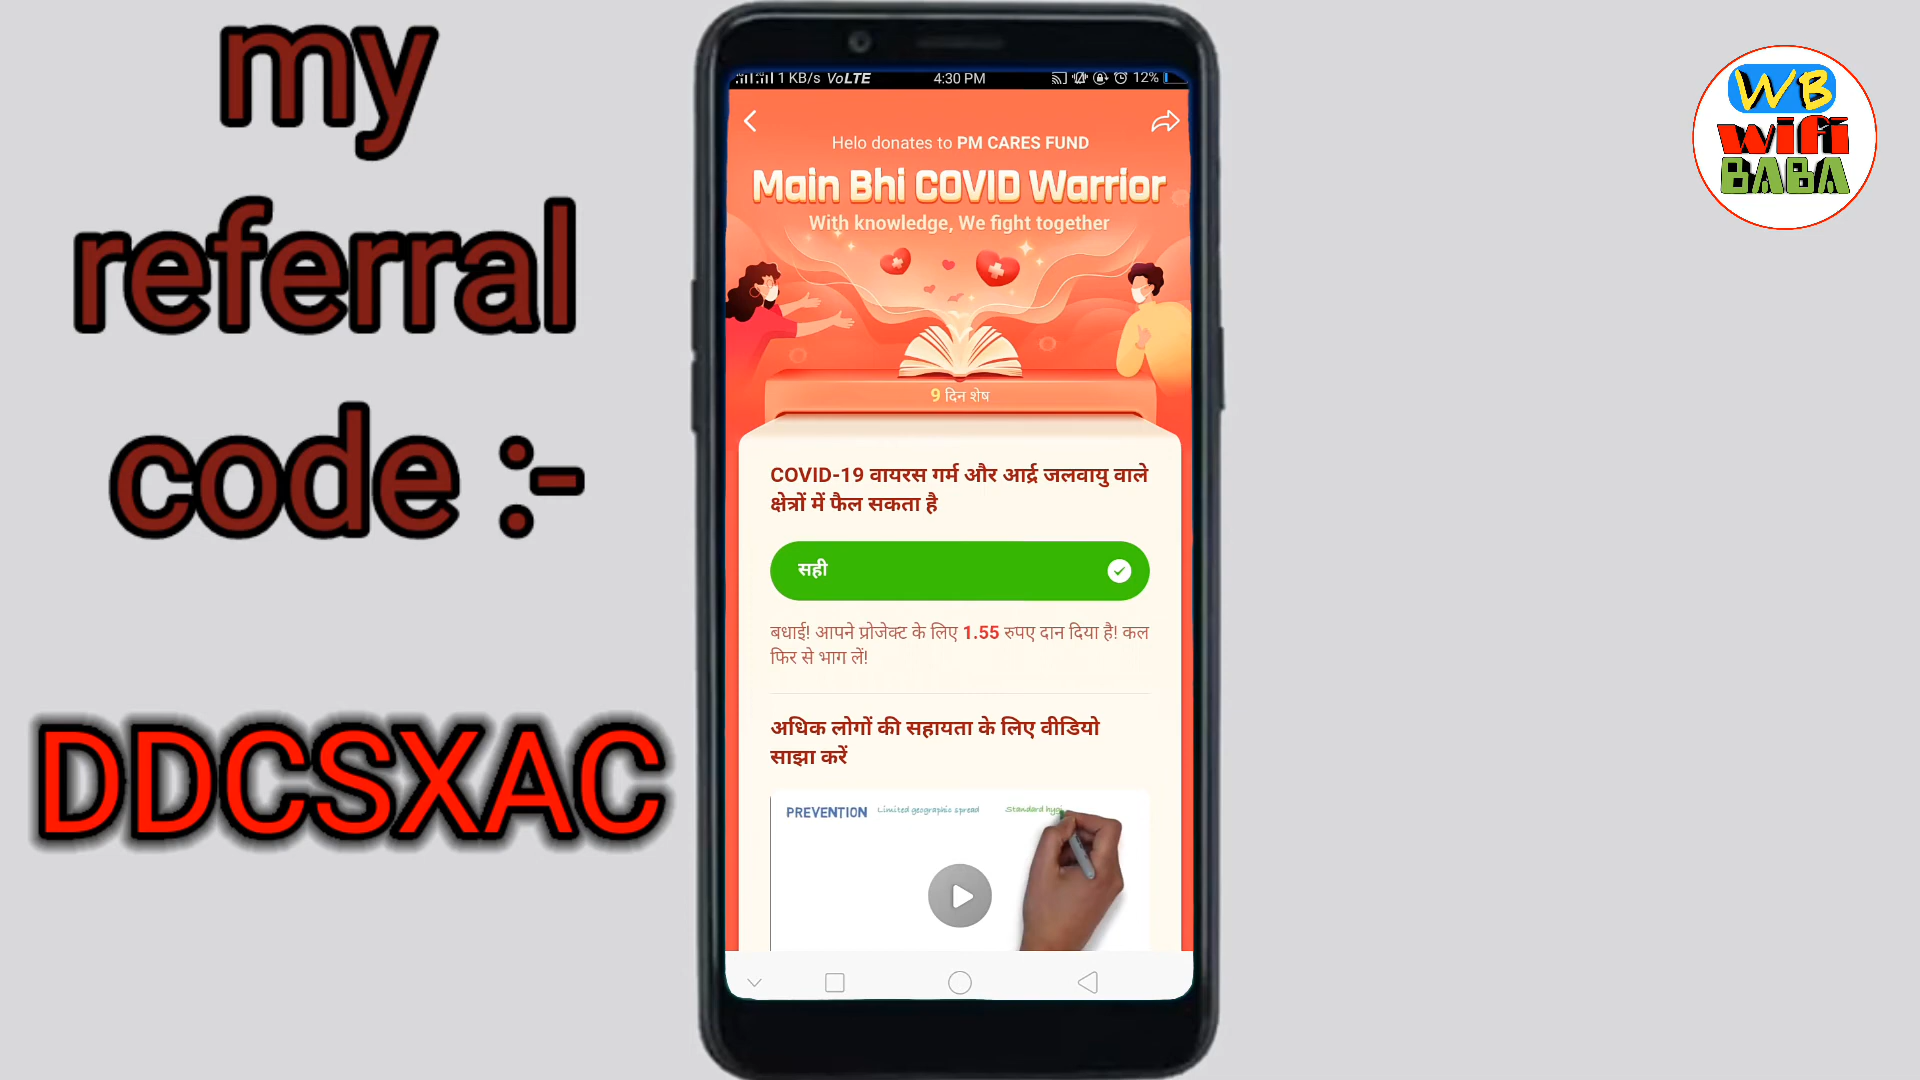 my
referral
code :-
DDCSXAC
1 KB/s VoLTE 4:30 PM 12%
Helo donates to PM CARES FUND
Main Bhi COVID Warrior
With knowledge, We fight together
9 दिन शेष
COVID-19 वायरस गर्म और आर्द्र जलवायु वाले
क्षेत्रों में फैल सकता है
सही
बधाई! आपने प्रोजेक्ट के लिए 1.55 रुपए दान दिया है! कल
फिर से भाग लें!
अधिक लोगों की सहायता के लिए वीडियो
साझा करें
PREVENTION Limited geographic spread Standard hygi
WB
wifi
BABA